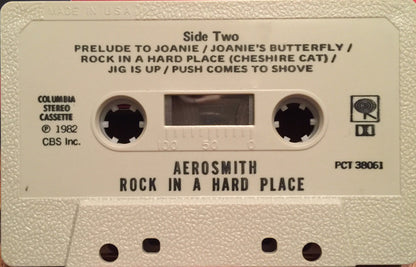 MADE IN U.S.A.
Side Two
PRELUDE TO JOANIE / JOANIE'S BUTTERFLY /
ROCK IN A HARD PLACE (CHESHIRE CAT) /
JIG IS UP / PUSH COMES TO SHOVE
COLUMBIA
STEREO
CASSETTE
Ⓟ 1982
CBS Inc.
100 50 0
AEROSMITH
ROCK IN A HARD PLACE
PCT 38061